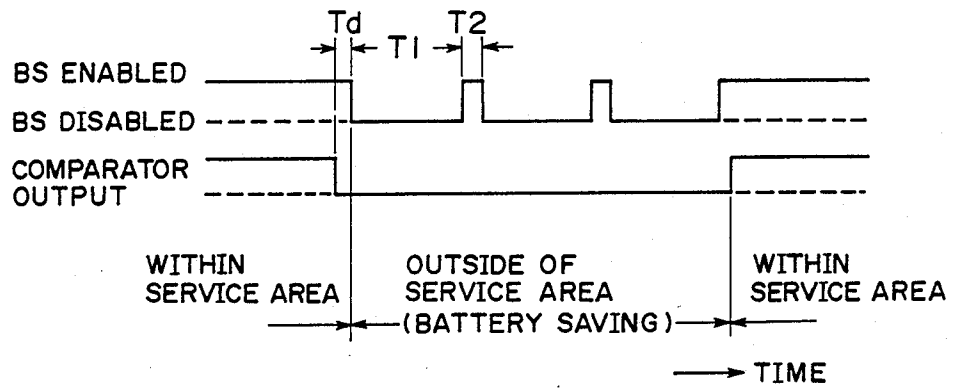 Td
T1
T2
BS ENABLED
BS DISABLED
COMPARATOR
OUTPUT
WITHIN
SERVICE AREA
OUTSIDE OF
SERVICE AREA
(BATTERY SAVING)
WITHIN
SERVICE AREA
TIME